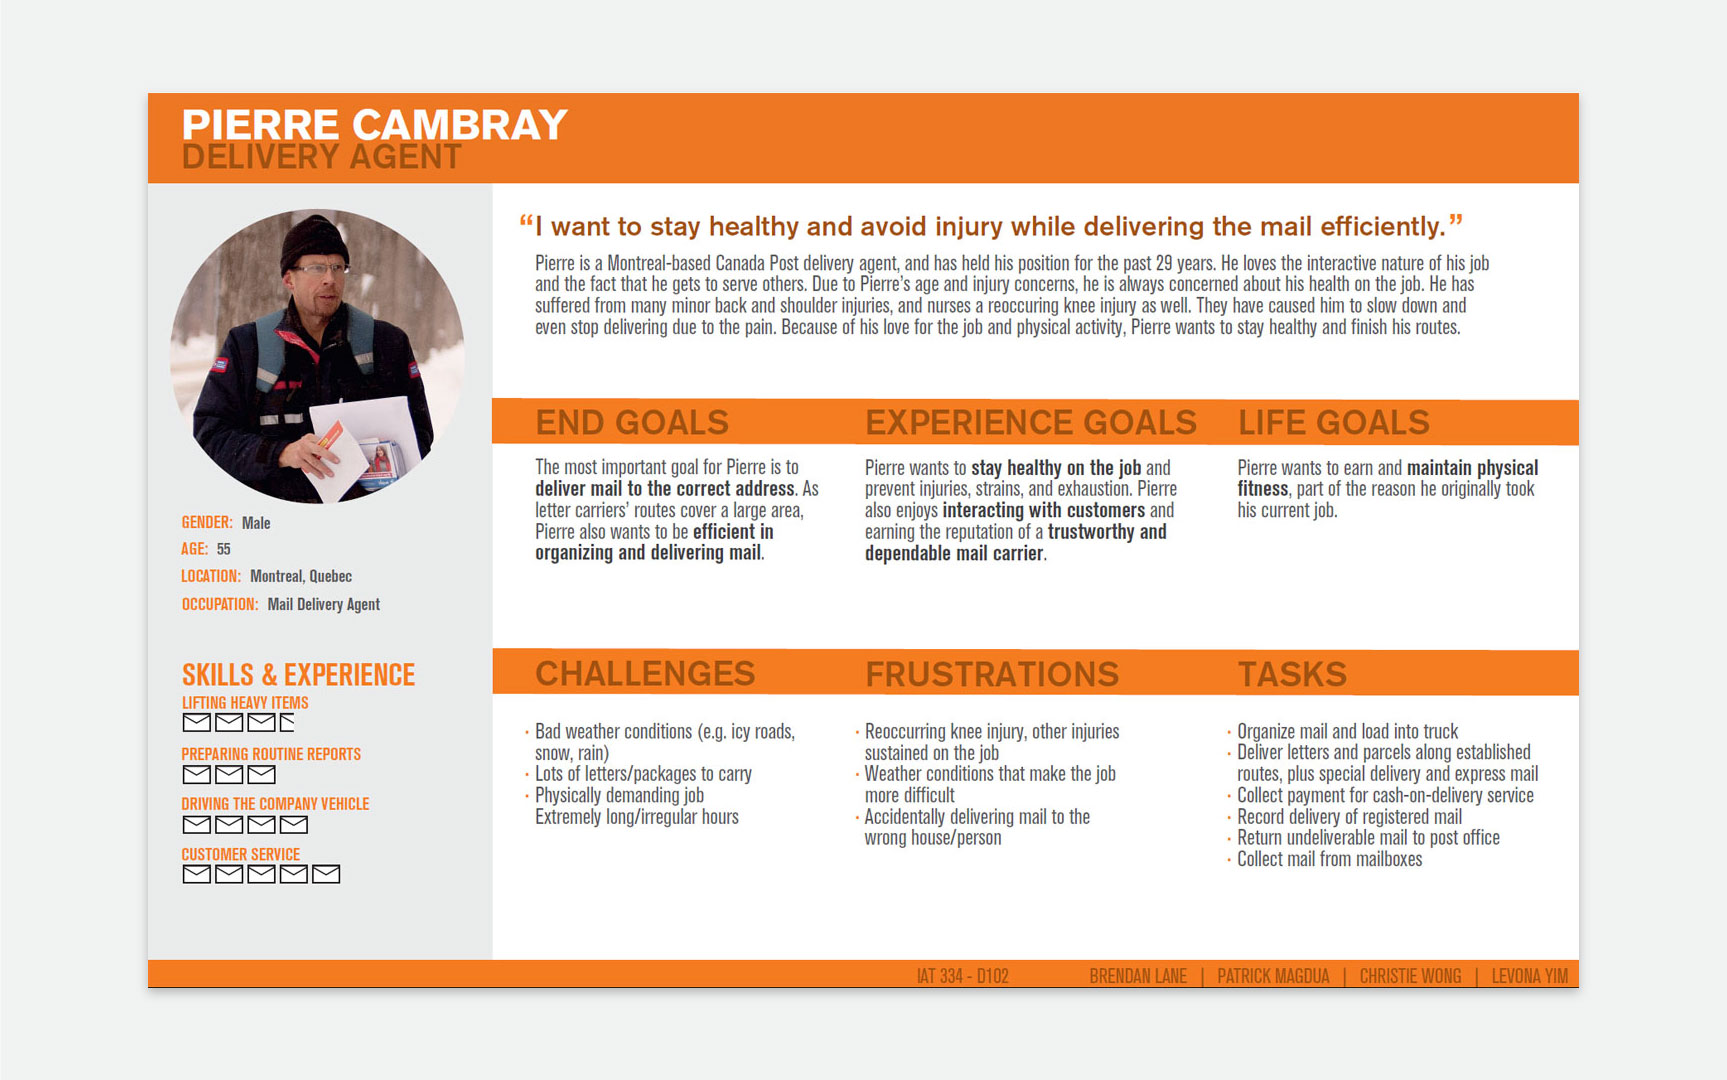 PIERRE CAMBRAY
DELIVERY AGENT
GENDER: Male
AGE: 55
LOCATION: Montreal, Quebec
OCCUPATION: Mail Delivery Agent
SKILLS & EXPERIENCE
LIFTING HEAVY ITEMS
PREPARING ROUTINE REPORTS
DRIVING THE COMPANY VEHICLE
CUSTOMER SERVICE
“I want to stay healthy and avoid injury while delivering the mail efficiently.”
Pierre is a Montreal-based Canada Post delivery agent, and has held his position for the past 29 years. He loves the interactive nature of his job
and the fact that he gets to serve others. Due to Pierre’s age and injury concerns, he is always concerned about his health on the job. He has
suffered from many minor back and shoulder injuries, and nurses a reoccuring knee injury as well. They have caused him to slow down and
even stop delivering due to the pain. Because of his love for the job and physical activity, Pierre wants to stay healthy and finish his routes.
END GOALS
The most important goal for Pierre is to
deliver mail to the correct address. As
letter carriers’ routes cover a large area,
Pierre also wants to be efficient in
organizing and delivering mail.
EXPERIENCE GOALS
Pierre wants to stay healthy on the job and
prevent injuries, strains, and exhaustion. Pierre
also enjoys interacting with customers and
earning the reputation of a trustworthy and
dependable mail carrier.
LIFE GOALS
Pierre wants to earn and maintain physical
fitness, part of the reason he originally took
his current job.
CHALLENGES
· Bad weather conditions (e.g. icy roads,
snow, rain)
· Lots of letters/packages to carry
· Physically demanding job
Extremely long/irregular hours
FRUSTRATIONS
· Reoccurring knee injury, other injuries
sustained on the job
· Weather conditions that make the job
more difficult
· Accidentally delivering mail to the
wrong house/person
TASKS
· Organize mail and load into truck
· Deliver letters and parcels along established
routes, plus special delivery and express mail
· Collect payment for cash-on-delivery service
· Record delivery of registered mail
· Return undeliverable mail to post office
· Collect mail from mailboxes
IAT 334 - D102
BRENDAN LANE | PATRICK MAGDUA | CHRISTIE WONG | LEVONA YIM